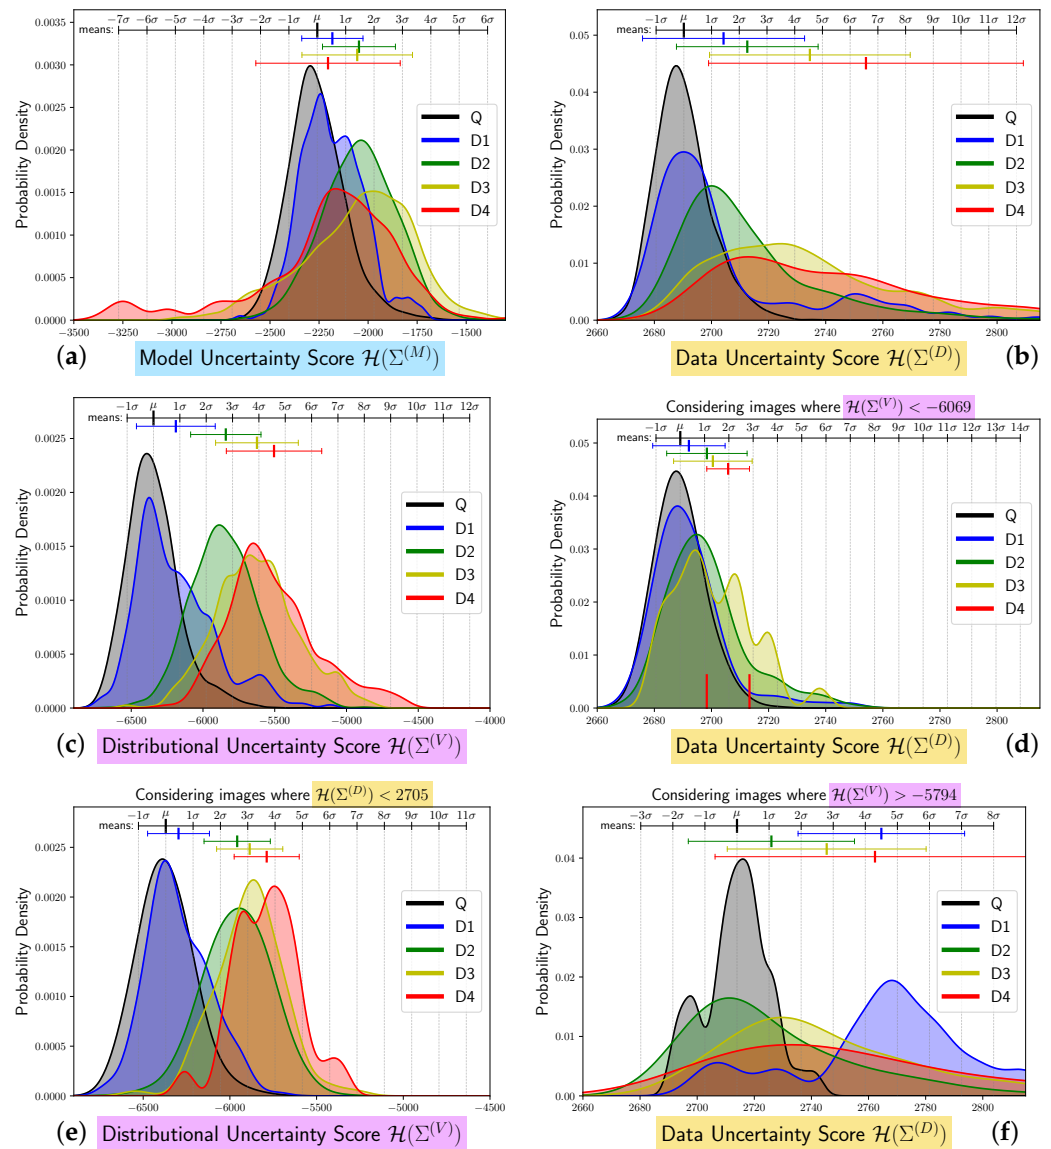 −7σ −6σ −5σ −4σ −3σ −2σ −1σ μ 1σ 2σ 3σ 4σ 5σ 6σ
means:
0.0035
0.0030
0.0025
0.0020
0.0015
0.0010
0.0005
0.0000
Probability Density
Q
D1
D2
D3
D4
−3500 −3250 −3000 −2750 −2500 −2250 −2000 −1750 −1500
(a) Model Uncertainty Score ℋ(Σ^(M))
−1σ μ 1σ 2σ 3σ 4σ 5σ 6σ 7σ 8σ 9σ 10σ 11σ 12σ
means:
0.05
0.04
0.03
0.02
0.01
0.00
Probability Density
Q
D1
D2
D3
D4
2660 2680 2700 2720 2740 2760 2780 2800
Data Uncertainty Score ℋ(Σ^(D)) (b)
−1σ μ 1σ 2σ 3σ 4σ 5σ 6σ 7σ 8σ 9σ 10σ 11σ 12σ
means:
0.0025
0.0020
0.0015
0.0010
0.0005
0.0000
Probability Density
Q
D1
D2
D3
D4
−6500 −6000 −5500 −5000 −4500 −4000
(c) Distributional Uncertainty Score ℋ(Σ^(V))
Considering images where ℋ(Σ^(V)) < −6069
−1σ μ 1σ 2σ 3σ 4σ 5σ 6σ 7σ 8σ 9σ 10σ 11σ 12σ 13σ 14σ
means:
0.05
0.04
0.03
0.02
0.01
0.00
Probability Density
Q
D1
D2
D3
D4
2660 2680 2700 2720 2740 2760 2780 2800
Data Uncertainty Score ℋ(Σ^(D)) (d)
Considering images where ℋ(Σ^(D)) < 2705
−1σ μ 1σ 2σ 3σ 4σ 5σ 6σ 7σ 8σ 9σ 10σ 11σ
means:
0.0025
0.0020
0.0015
0.0010
0.0005
0.0000
Probability Density
Q
D1
D2
D3
D4
−6500 −6000 −5500 −5000 −4500
(e) Distributional Uncertainty Score ℋ(Σ^(V))
Considering images where ℋ(Σ^(V)) > −5794
−3σ −2σ −1σ μ 1σ 2σ 3σ 4σ 5σ 6σ 7σ 8σ
means:
0.04
0.03
0.02
0.01
0.00
Probability Density
Q
D1
D2
D3
D4
2660 2680 2700 2720 2740 2760 2780 2800
Data Uncertainty Score ℋ(Σ^(D)) (f)